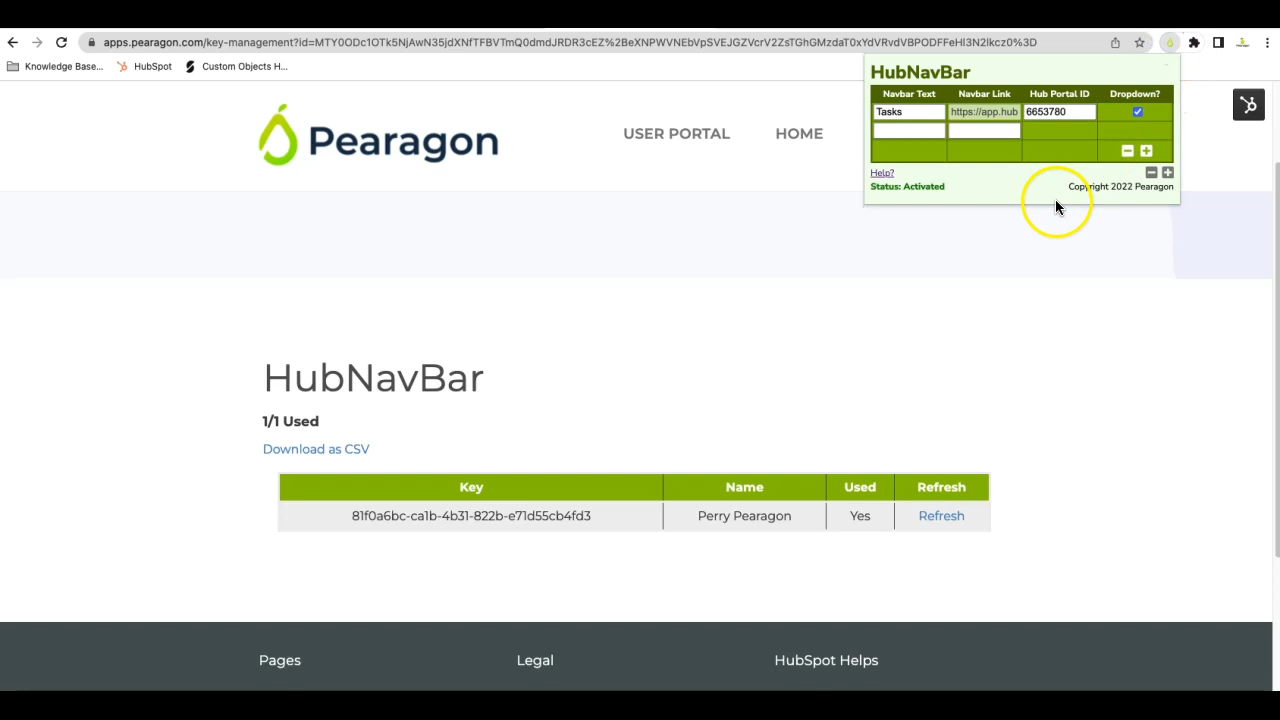 apps.pearagon.com/key-management?id=MTY0ODc1OTk5NjAwN35jdXNfTFBVTmQ0dmdJRDR3cEZ%2BeXNPWVNEbVpSVEJGZVcrV2ZsTGhGMzdaT0xYdVRvdVBPODFFeHI3N2lkcz0%3D
Knowledge Base... HubSpot Custom Objects H...
HubNavBar
Navbar Text Navbar Link Hub Portal ID Dropdown?
Tasks https://app.hub 6653780
Help?
Status: Activated Copyright 2022 Pearagon
Pearagon USER PORTAL HOME
HubNavBar
1/1 Used
Download as CSV
Key Name Used Refresh
81f0a6bc-ca1b-4b31-822b-e71d55cb4fd3 Perry Pearagon Yes Refresh
Pages Legal HubSpot Helps